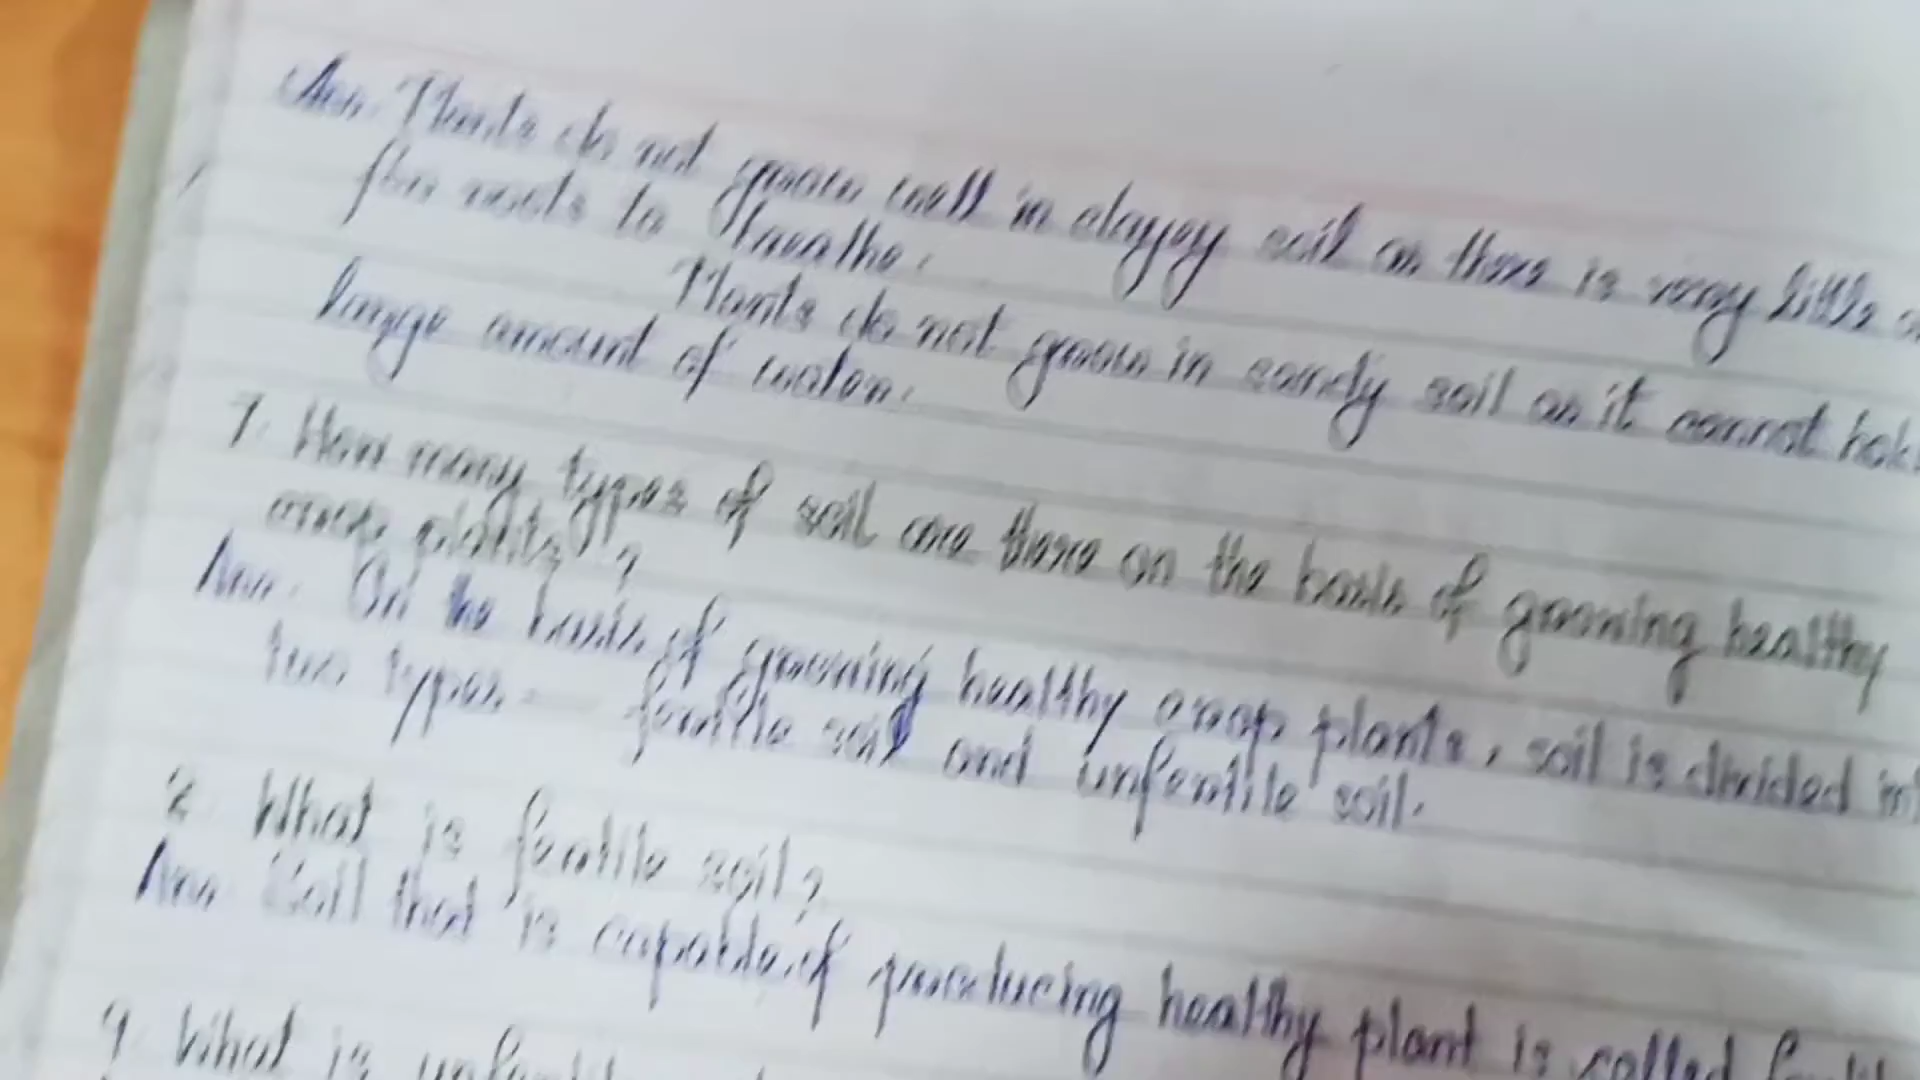 Ans. Plants do not grow well in clayey soil as there is very little
for roots to breathe.
Plants do not grow in sandy soil as it cannot hold
large amount of water.
7. How many types of soil are there on the basis of growing healthy
crop plants?
Ans. On the basis of growing healthy crop plants, soil is divided
two types - fertile soil and unfertile soil.
8. What is fertile soil?
Ans. Soil that is capable of producing healthy plant is called
9. What is